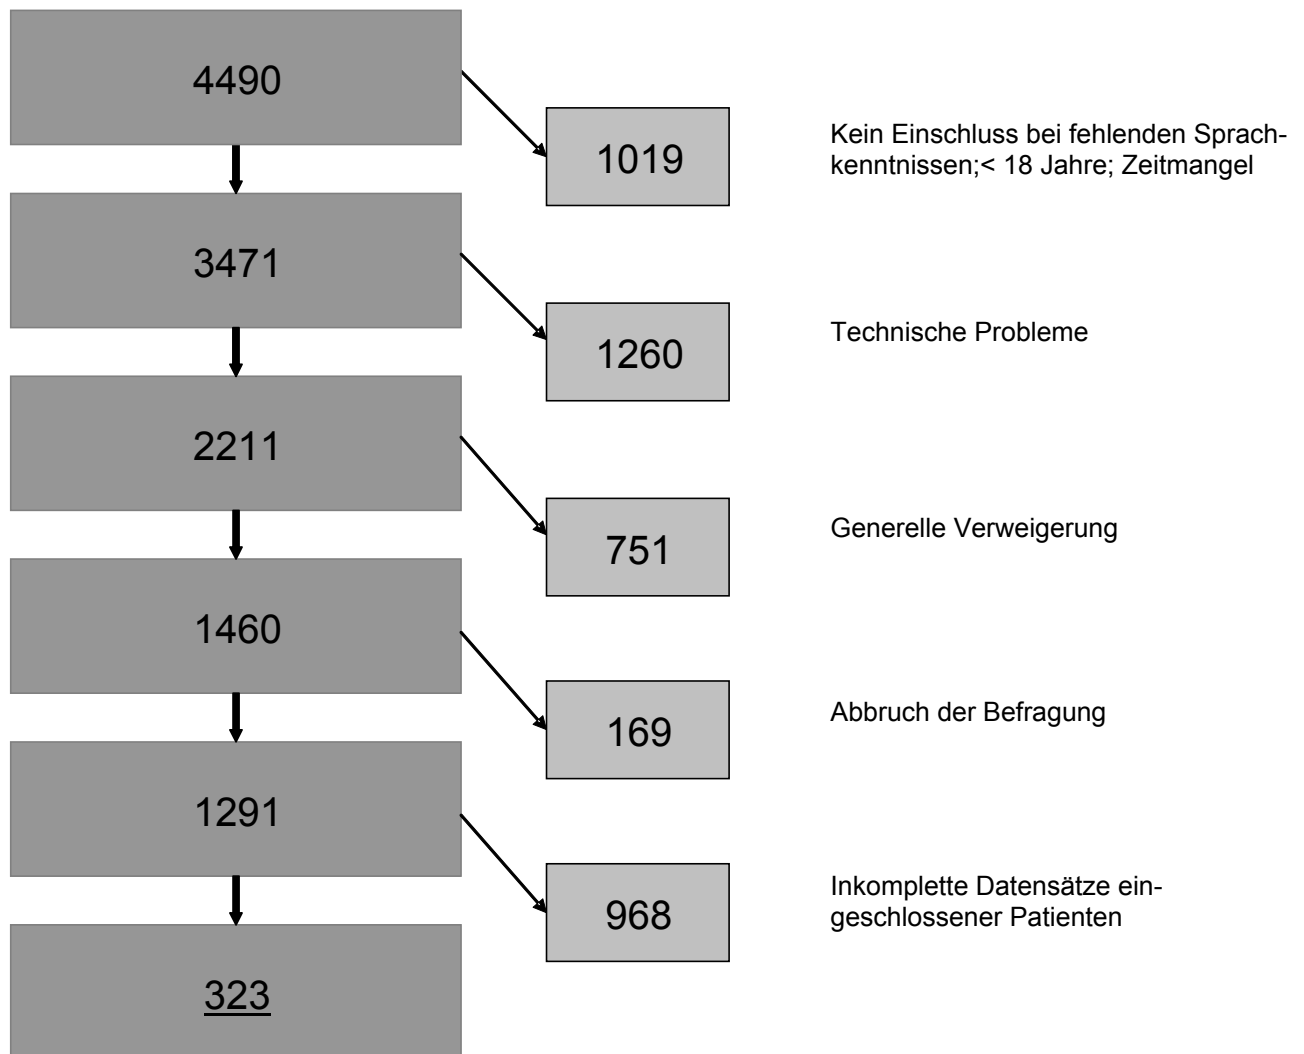 4490
1019
Kein Einschluss bei fehlenden Sprach-
kenntnissen;< 18 Jahre; Zeitmangel
3471
1260
Technische Probleme
2211
751
Generelle Verweigerung
1460
169
Abbruch der Befragung
1291
968
Inkomplette Datensätze ein-
geschlossener Patienten
323